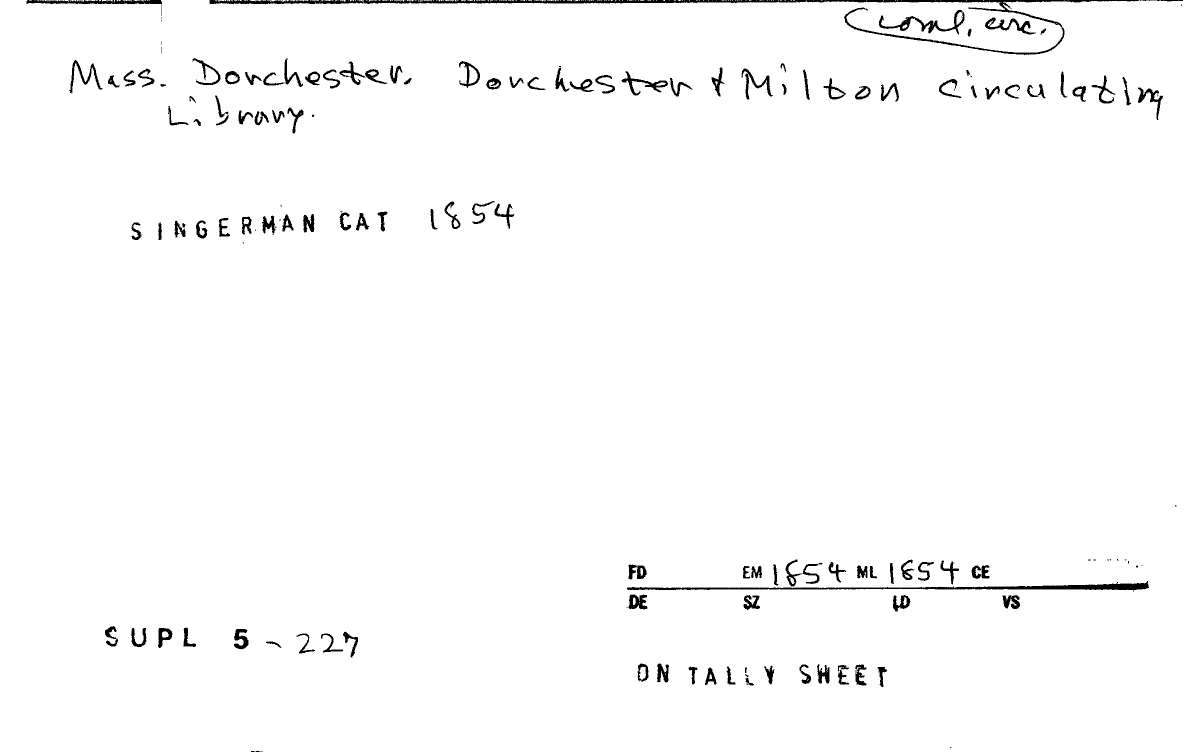 coml. circ.
Mass. Dorchester. Dorchester & Milton Circulating
Library.
SINGERMAN CAT 1854
FD EM 1854 ML 1854 CE
DE SZ LD VS
SUPL 5-227
ON TALLY SHEET